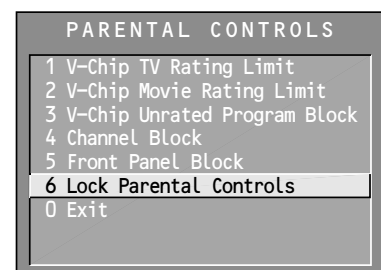 PARENTAL CONTROLS
1 V-Chip TV Rating Limit
2 V-Chip Movie Rating Limit
3 V-Chip Unrated Program Block
4 Channel Block
5 Front Panel Block
6 Lock Parental Controls
0 Exit